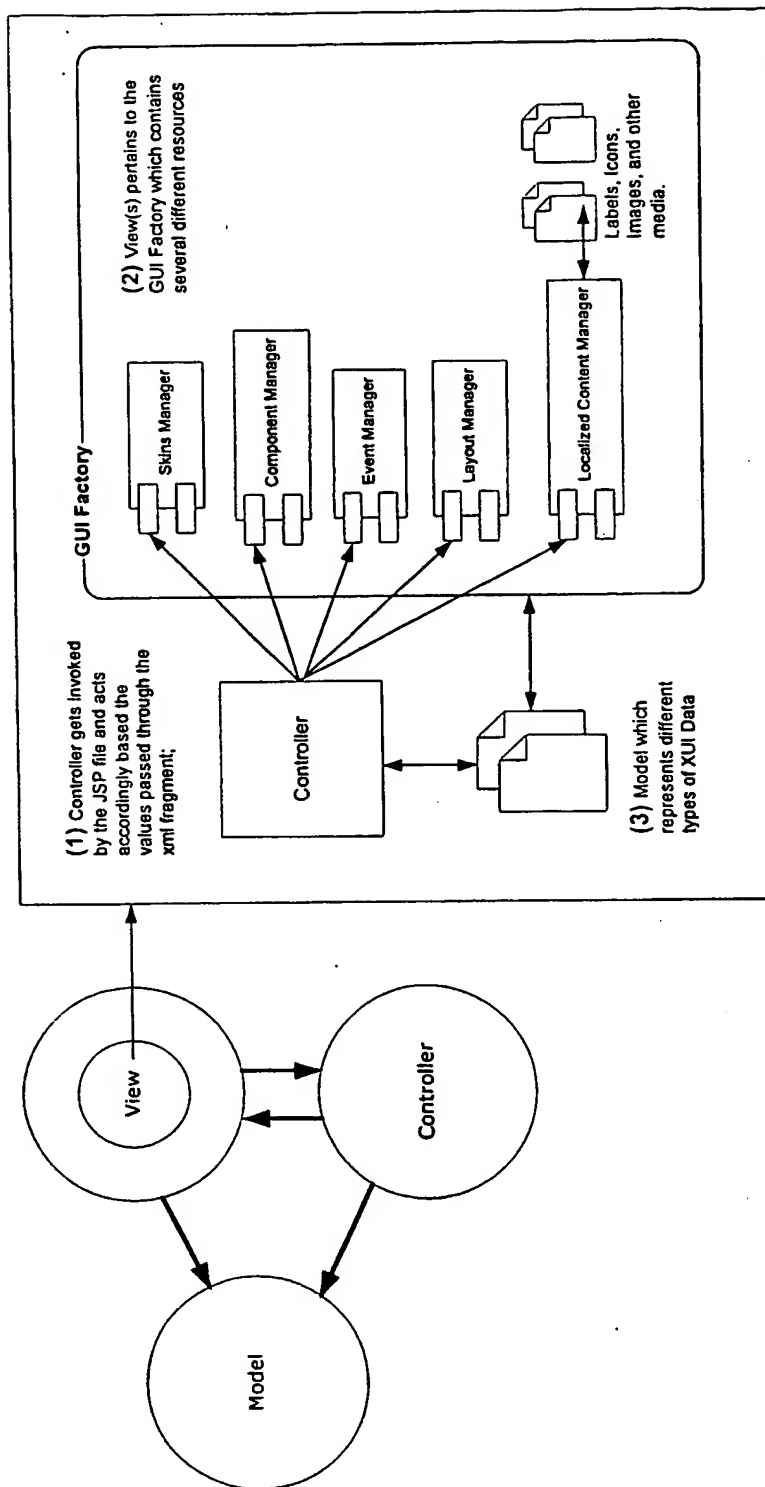 Model
View
Controller
(1) Controller gets invoked
by the JSP file and acts
accordingly based the
values passed through the
xml fragment;
Controller
(3) Model which
represents different
types of XUI Data
GUI Factory
Skins Manager
Component Manager
Event Manager
Layout Manager
Localized Content Manager
(2) View(s) pertains to the
GUI Factory which contains
several different resources
Labels, Icons,
Images, and other
media.